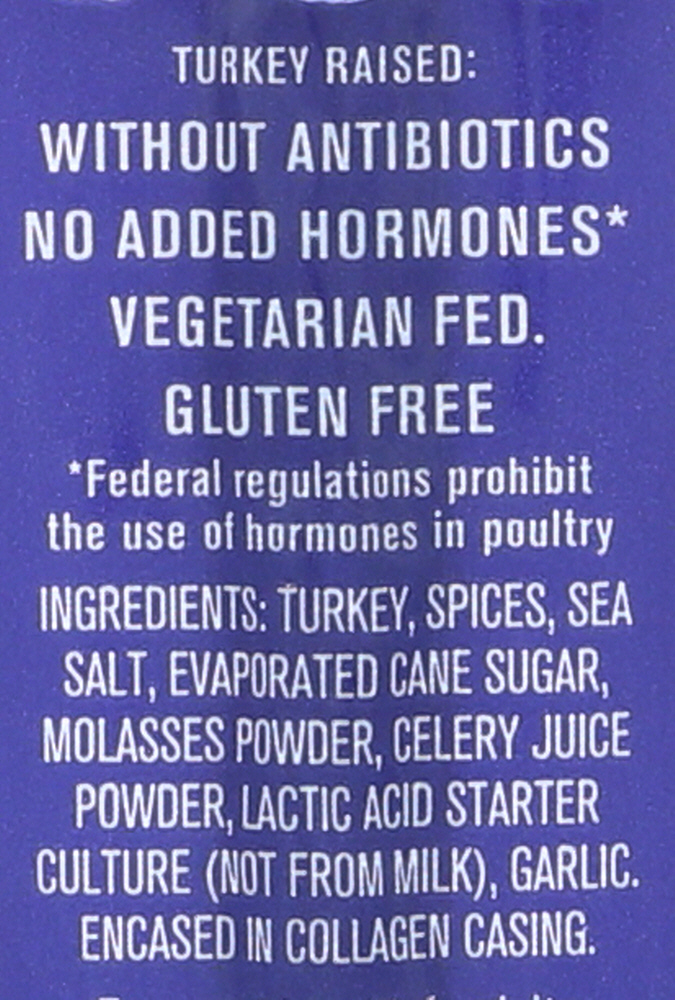 TURKEY RAISED:
WITHOUT ANTIBIOTICS
NO ADDED HORMONES*
VEGETARIAN FED.
GLUTEN FREE
*Federal regulations prohibit
the use of hormones in poultry
INGREDIENTS: TURKEY, SPICES, SEA
SALT, EVAPORATED CANE SUGAR,
MOLASSES POWDER, CELERY JUICE
POWDER, LACTIC ACID STARTER
CULTURE (NOT FROM MILK), GARLIC.
ENCASED IN COLLAGEN CASING.